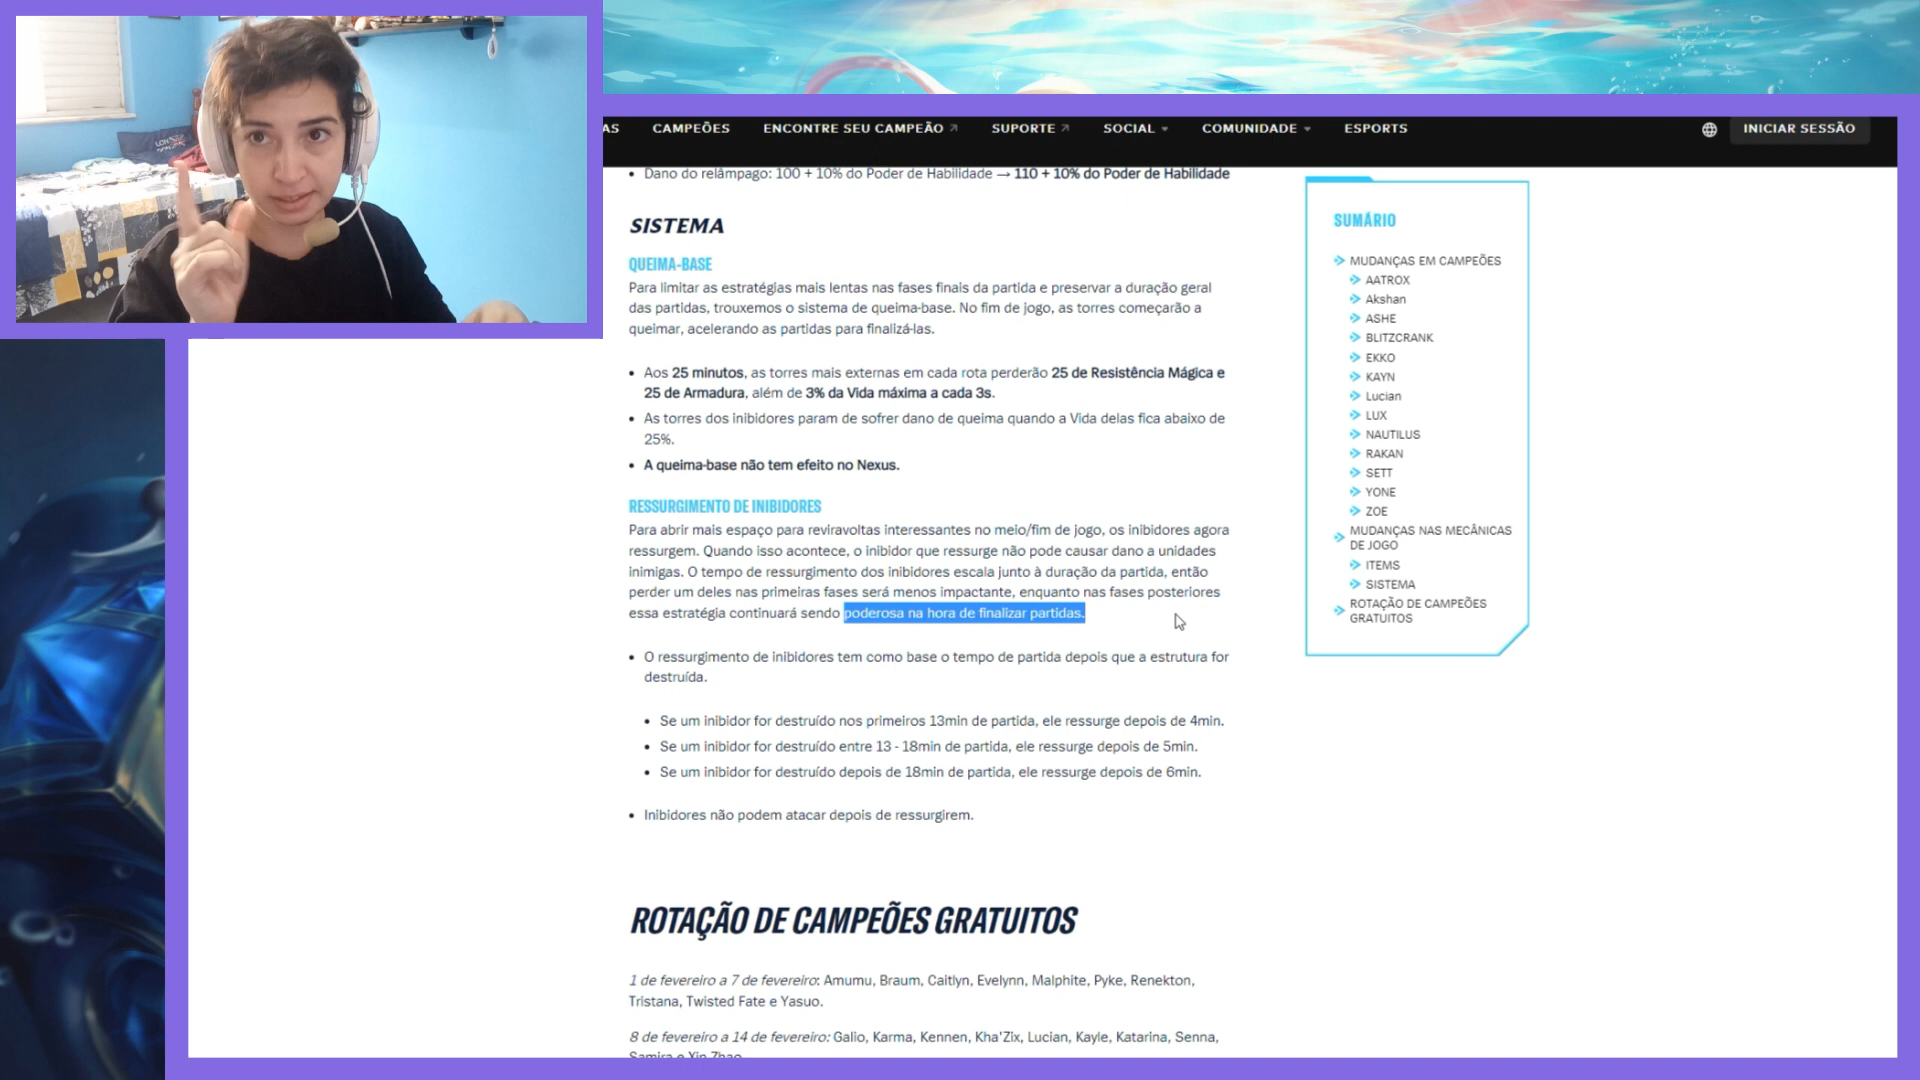 AS CAMPEÕES ENCONTRE SEU CAMPEÃO SUPORTE SOCIAL COMUNIDADE ESPORTS INICIAR SESSÃO
• Dano do relâmpago: 100 + 10% do Poder de Habilidade → 110 + 10% do Poder de Habilidade
SISTEMA
QUEIMA-BASE
Para limitar as estratégias mais lentas nas fases finais da partida e preservar a duração geral
das partidas, trouxemos o sistema de queima-base. No fim de jogo, as torres começarão a
queimar, acelerando as partidas para finalizá-las.
• Aos 25 minutos, as torres mais externas em cada rota perderão 25 de Resistência Mágica e
25 de Armadura, além de 3% da Vida máxima a cada 3s.
• As torres dos inibidores param de sofrer dano de queima quando a Vida delas fica abaixo de
25%.
• A queima-base não tem efeito no Nexus.
RESSURGIMENTO DE INIBIDORES
Para abrir mais espaço para reviravoltas interessantes no meio/fim de jogo, os inibidores agora
ressurgem. Quando isso acontece, o inibidor que ressurge não pode causar dano a unidades
inimigas. O tempo de ressurgimento dos inibidores escala junto à duração da partida, então
perder um deles nas primeiras fases será menos impactante, enquanto nas fases posteriores
essa estratégia continuará sendo poderosa na hora de finalizar partidas.
• O ressurgimento de inibidores tem como base o tempo de partida depois que a estrutura for
destruída.
• Se um inibidor for destruído nos primeiros 13min de partida, ele ressurge depois de 4min.
• Se um inibidor for destruído entre 13 - 18min de partida, ele ressurge depois de 5min.
• Se um inibidor for destruído depois de 18min de partida, ele ressurge depois de 6min.
• Inibidores não podem atacar depois de ressurgirem.
ROTAÇÃO DE CAMPEÕES GRATUITOS
1 de fevereiro a 7 de fevereiro: Amumu, Braum, Caitlyn, Evelynn, Malphite, Pyke, Renekton,
Tristana, Twisted Fate e Yasuo.
8 de fevereiro a 14 de fevereiro: Galio, Karma, Kennen, Kha'Zix, Lucian, Kayle, Katarina, Senna,
Samira e Xin Zhao
SUMÁRIO
MUDANÇAS EM CAMPEÕES
AATROX
Akshan
ASHE
BLITZCRANK
EKKO
KAYN
Lucian
LUX
NAUTILUS
RAKAN
SETT
YONE
ZOE
MUDANÇAS NAS MECÂNICAS
DE JOGO
ITEMS
SISTEMA
ROTAÇÃO DE CAMPEÕES
GRATUITOS